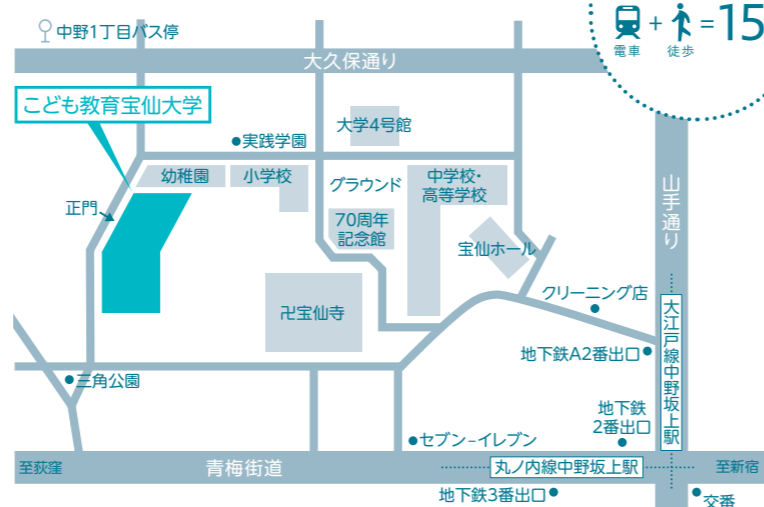 中野1丁目バス停
電車
+
徒歩
=15
大久保通り
こども教育宝仙大学
大学4号館
実践学園
幼稚園
小学校
グラウンド
中学校・
高等学校
正門
70周年
記念館
宝仙ホール
山手通り
卍宝仙寺
クリーニング店
大江戸線中野坂上駅
地下鉄A2番出口
三角公園
地下鉄
2番出口
セブン-イレブン
至荻窪
青梅街道
丸ノ内線中野坂上駅
至新宿
地下鉄3番出口
交番